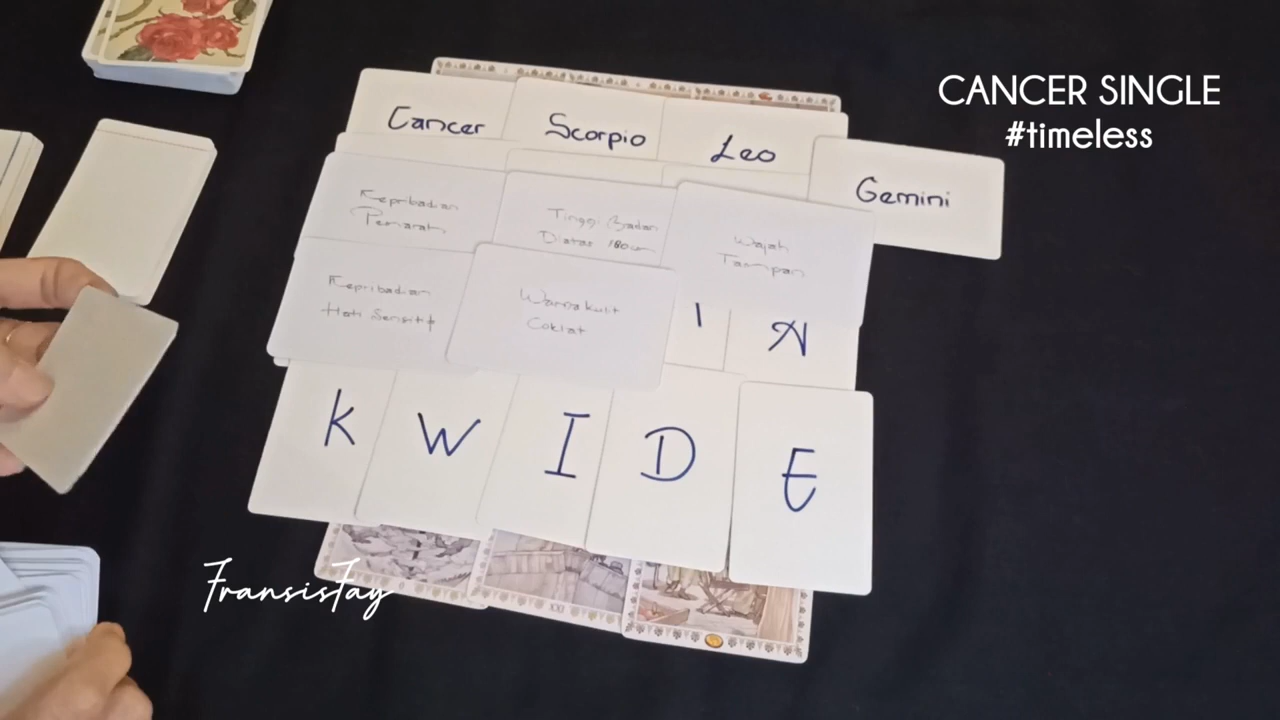 CANCER SINGLE
#timeless
Cancer
Scorpio
Leo
Gemini
Kepribadian
Pemarah
Tinggi Badan
Diatas 180cm
Wajah
Tampan
Kepribadian
Hati Sensitif
Warna kulit
Coklat
I A
K W I D E
FransisFay
XXI